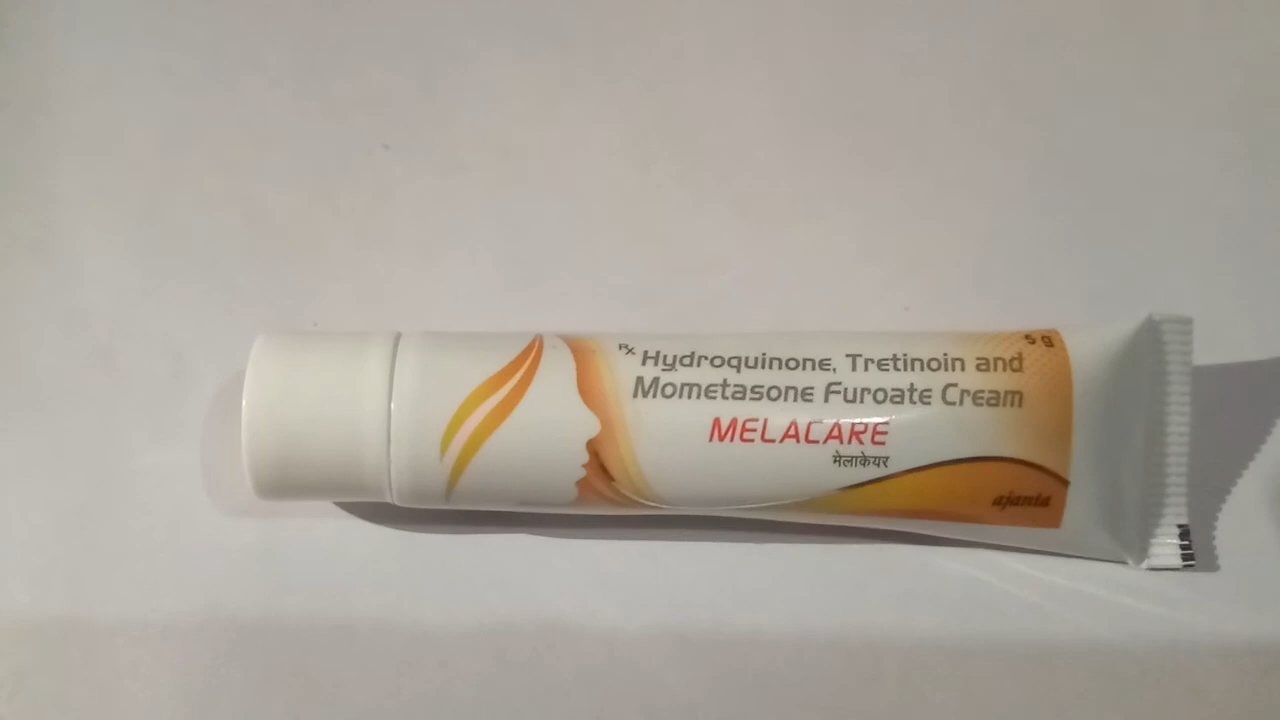 5 g
Rx Hydroquinone, Tretinoin and
Mometasone Furoate Cream
MELACARE
मेलाकेयर
ajanta